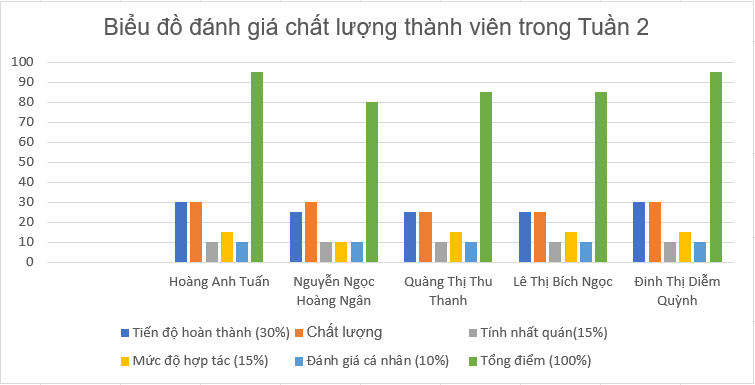 Biểu đồ đánh giá chất lượng thành viên trong Tuần 2
100
90
80
70
60
50
40
30
20
10
0
Hoàng Anh Tuấn
Nguyễn Ngọc
Hoàng Ngân
Quàng Thị Thu
Thanh
Lê Thị Bích Ngọc
Đinh Thị Diễm
Quỳnh
Tiến độ hoàn thành (30%)
Chất lượng
Tính nhất quán(15%)
Mức độ hợp tác (15%)
Đánh giá cá nhân (10%)
Tổng điểm (100%)